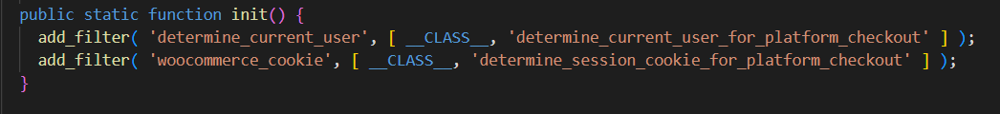 public static function init() {
add_filter( 'determine_current_user', [ __CLASS__, 'determine_current_user_for_platform_checkout' ] );
add_filter( 'woocommerce_cookie', [ __CLASS__, 'determine_session_cookie_for_platform_checkout' ] );
}